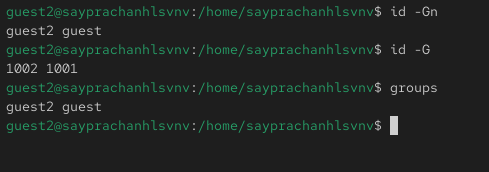 guest2@sayprachanhlsvnv:/home/sayprachanhlsvnv$ id -Gn
guest2 guest
guest2@sayprachanhlsvnv:/home/sayprachanhlsvnv$ id -G
1002 1001
guest2@sayprachanhlsvnv:/home/sayprachanhlsvnv$ groups
guest2 guest
guest2@sayprachanhlsvnv:/home/sayprachanhlsvnv$